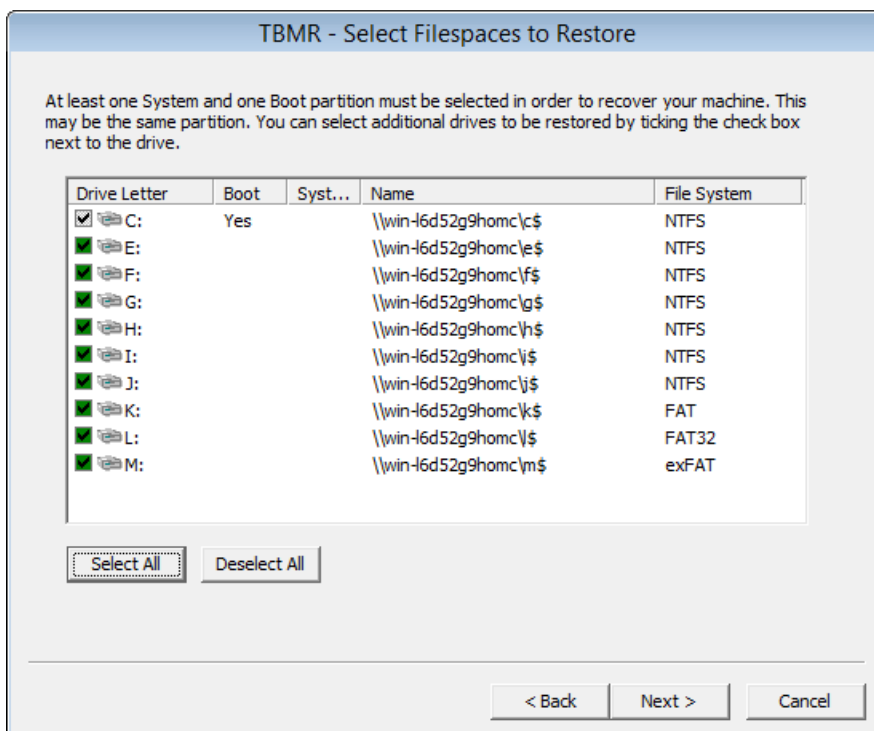 TBMR - Select Filespaces to Restore
At least one System and one Boot partition must be selected in order to recover your machine. This
may be the same partition. You can select additional drives to be restored by ticking the check box
next to the drive.
Drive Letter Boot Syst... Name File System
C: Yes \\win-l6d52g9homc\c$ NTFS
E: \\win-l6d52g9homc\e$ NTFS
F: \\win-l6d52g9homc\f$ NTFS
G: \\win-l6d52g9homc\g$ NTFS
H: \\win-l6d52g9homc\h$ NTFS
I: \\win-l6d52g9homc\i$ NTFS
J: \\win-l6d52g9homc\j$ NTFS
K: \\win-l6d52g9homc\k$ FAT
L: \\win-l6d52g9homc\l$ FAT32
M: \\win-l6d52g9homc\m$ exFAT
Select All Deselect All
< Back Next > Cancel